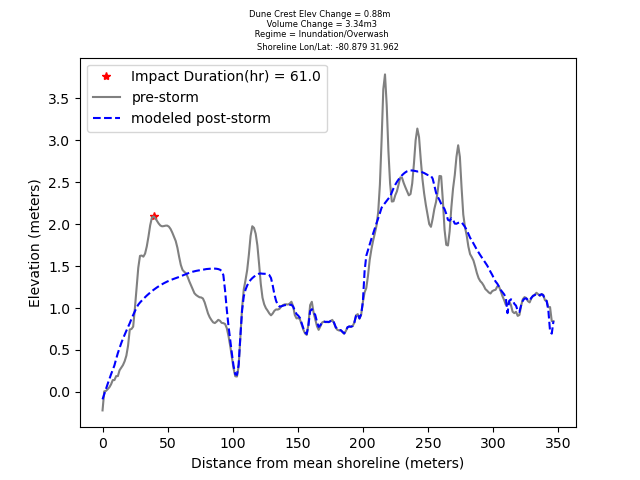 Dune Crest Elev Change = 0.88m
Volume Change = 3.34m3
Regime = Inundation/Overwash
Shoreline Lon/Lat: -80.879 31.962
Impact Duration(hr) = 61.0
pre-storm
modeled post-storm
Elevation (meters)
3.5
3.0
2.5
2.0
1.5
1.0
0.5
0.0
0 50 100 150 200 250 300 350
Distance from mean shoreline (meters)